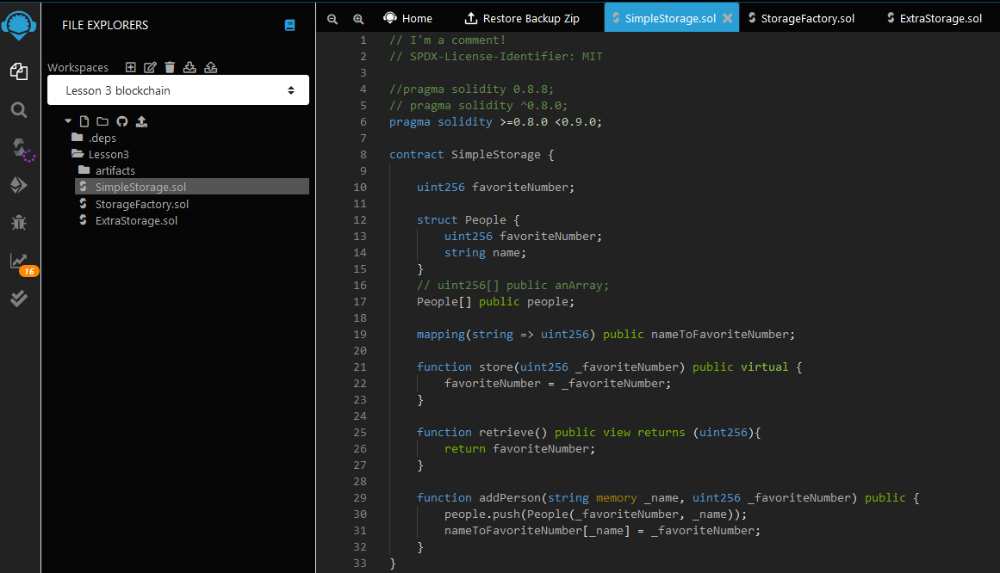 FILE EXPLORERS
Workspaces
Lesson 3 blockchain
.deps
Lesson3
artifacts
SimpleStorage.sol
StorageFactory.sol
ExtraStorage.sol
16
Home
Restore Backup Zip
SimpleStorage.sol
StorageFactory.sol
ExtraStorage.sol
1 // I'm a comment!
2 // SPDX-License-Identifier: MIT
3
4 //pragma solidity 0.8.8;
5 // pragma solidity ^0.8.0;
6 pragma solidity >=0.8.0 <0.9.0;
7
8 contract SimpleStorage {
9
10     uint256 favoriteNumber;
11
12     struct People {
13         uint256 favoriteNumber;
14         string name;
15     }
16     // uint256[] public anArray;
17     People[] public people;
18
19     mapping(string => uint256) public nameToFavoriteNumber;
20
21     function store(uint256 _favoriteNumber) public virtual {
22         favoriteNumber = _favoriteNumber;
23     }
24
25     function retrieve() public view returns (uint256){
26         return favoriteNumber;
27     }
28
29     function addPerson(string memory _name, uint256 _favoriteNumber) public {
30         people.push(People(_favoriteNumber, _name));
31         nameToFavoriteNumber[_name] = _favoriteNumber;
32     }
33 }